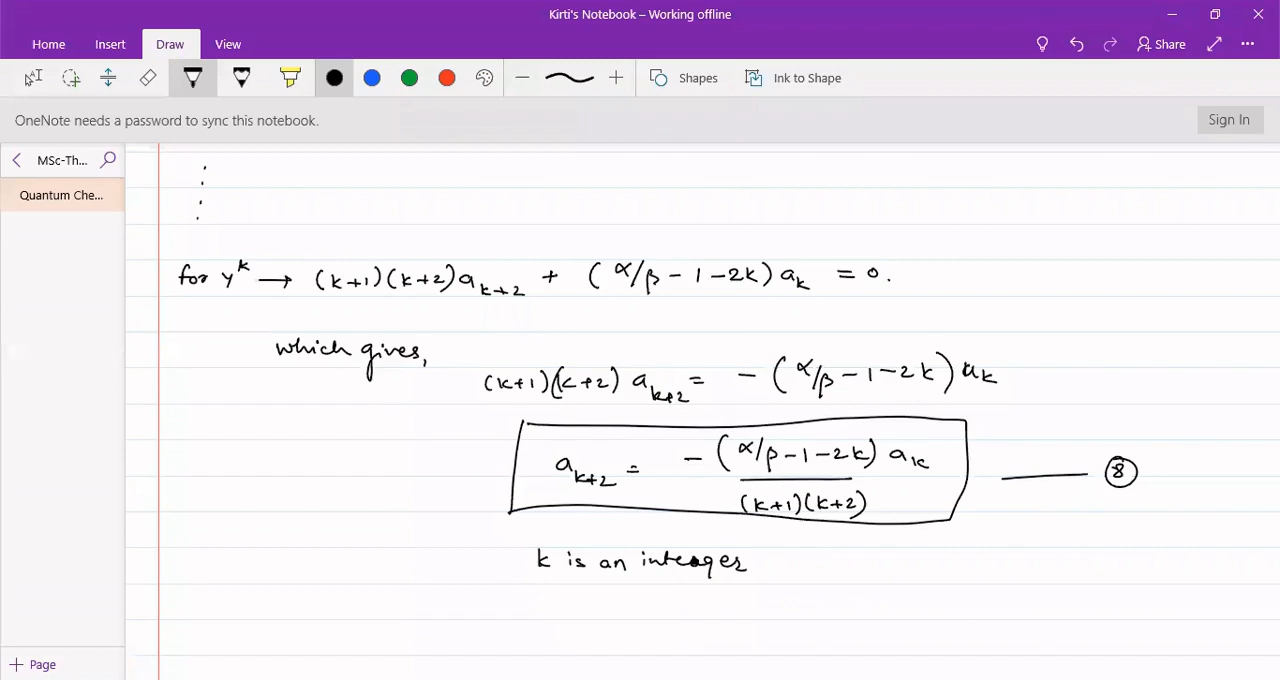 Kirti's Notebook – Working offline
Home Insert Draw View Share
Shapes Ink to Shape
OneNote needs a password to sync this notebook. Sign In
MSc-Th...
Quantum Che...
for y^k → (k+1)(k+2)a_{k+2} + (α/β - 1 - 2k) a_k = 0.
which gives,
(k+1)(k+2) a_{k+2} = - (α/β - 1 - 2k) a_k
a_{k+2} = - (α/β - 1 - 2k) a_k / (k+1)(k+2) ——— ⑧
k is an integer
+ Page